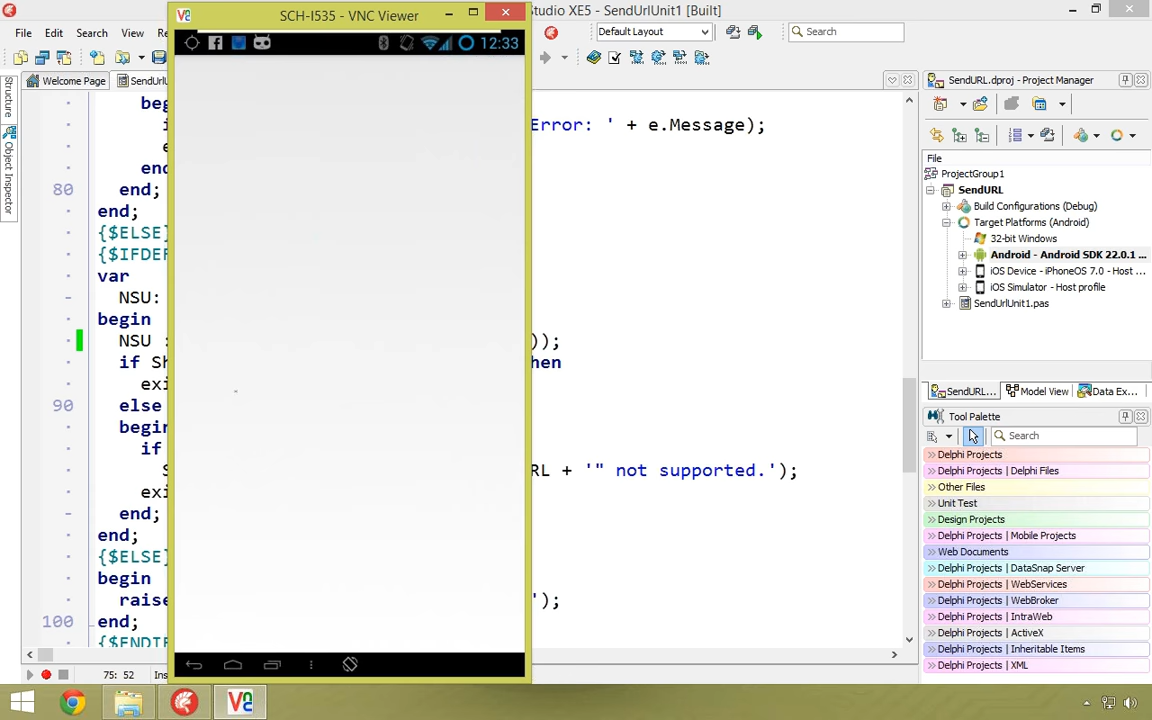 SCH-I535 - VNC Viewer
Studio XE5 - SendUrlUnit1 [Built]
File Edit Search View
Default Layout
Search
12:33
Welcome Page
SendUrl
Structure
Object Inspector
Error: ' + e.Message);
80 end;
end;
{$ELSE}
{$IFDEF
var
NSU:
begin
NSU : ));
if Sh hen
exi
90 else
begin
if
S RL + '" not supported.');
exi
end;
end;
{$ELSE}
begin
raise ');
100 end;
{$ENDIF
75: 52 Ins
SendURL.dproj - Project Manager
File
ProjectGroup1
SendURL
Build Configurations (Debug)
Target Platforms (Android)
32-bit Windows
Android - Android SDK 22.0.1 ...
iOS Device - iPhoneOS 7.0 - Host ...
iOS Simulator - Host profile
SendUrlUnit1.pas
SendURL... Model View Data Ex...
Tool Palette
Search
Delphi Projects
Delphi Projects | Delphi Files
Other Files
Unit Test
Design Projects
Delphi Projects | Mobile Projects
Web Documents
Delphi Projects | DataSnap Server
Delphi Projects | WebServices
Delphi Projects | WebBroker
Delphi Projects | IntraWeb
Delphi Projects | ActiveX
Delphi Projects | Inheritable Items
Delphi Projects | XML